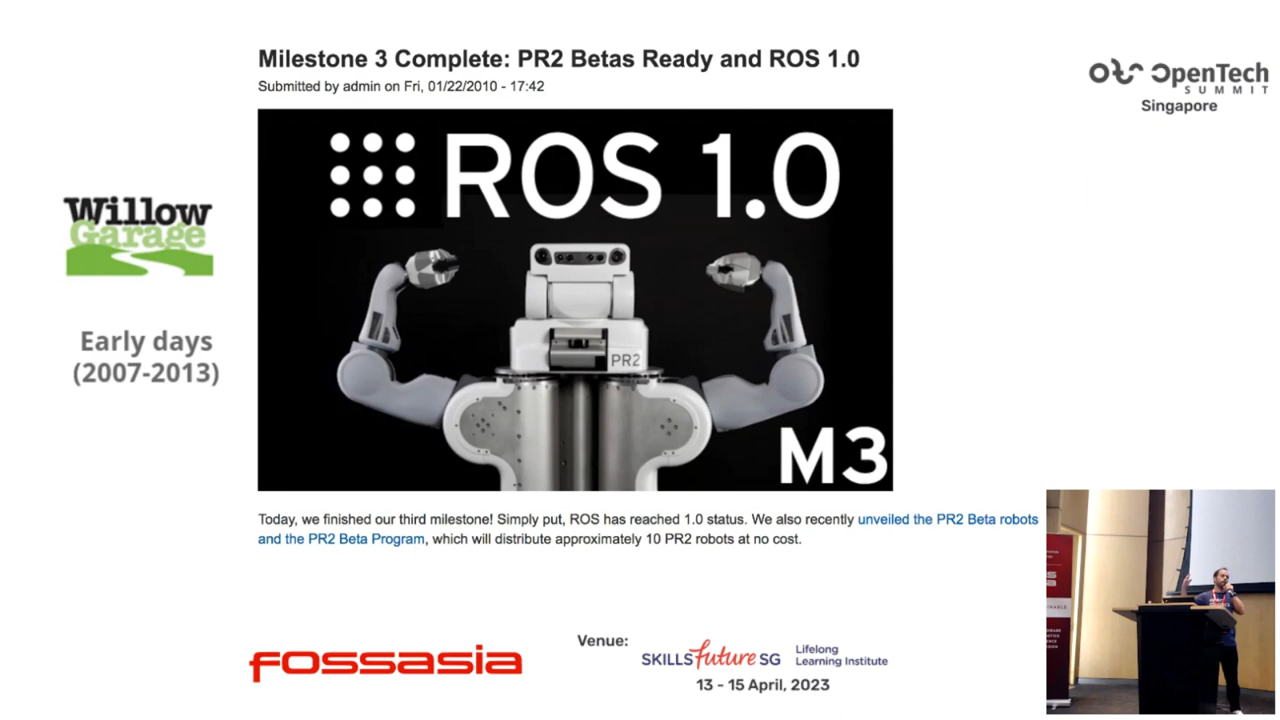 Milestone 3 Complete: PR2 Betas Ready and ROS 1.0
Submitted by admin on Fri, 01/22/2010 - 17:42
OpenTech
SUMMIT
Singapore
ROS 1.0
Willow
Garage
PR2
Early days
(2007-2013)
M3
Today, we finished our third milestone! Simply put, ROS has reached 1.0 status. We also recently unveiled the PR2 Beta robots
and the PR2 Beta Program, which will distribute approximately 10 PR2 robots at no cost.
fossasia
Venue:
SKILLS future SG
Lifelong
Learning Institute
13 - 15 April, 2023